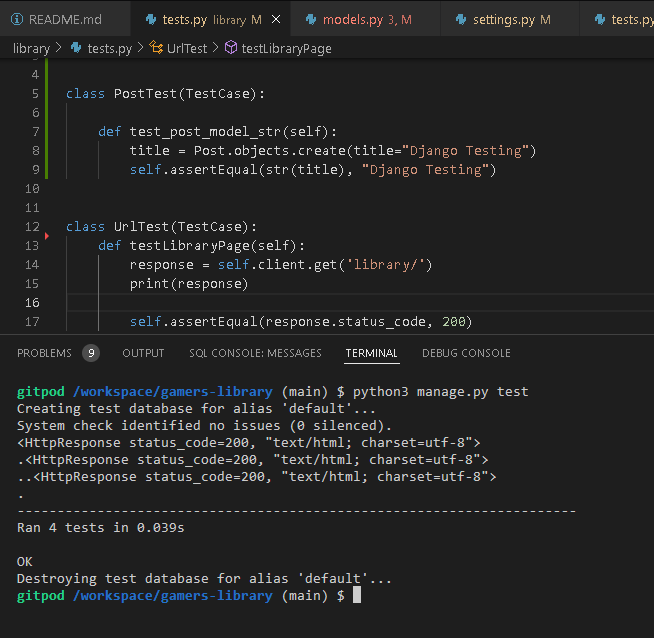 README.md tests.py library M models.py 3, M settings.py M tests.py
library > tests.py > UrlTest > testLibraryPage
4
5 class PostTest(TestCase):
6
7 def test_post_model_str(self):
8 title = Post.objects.create(title="Django Testing")
9 self.assertEqual(str(title), "Django Testing")
10
11
12 class UrlTest(TestCase):
13 def testLibraryPage(self):
14 response = self.client.get('library/')
15 print(response)
16
17 self.assertEqual(response.status_code, 200)
PROBLEMS 9 OUTPUT SQL CONSOLE: MESSAGES TERMINAL DEBUG CONSOLE
gitpod /workspace/gamers-library (main) $ python3 manage.py test
Creating test database for alias 'default'...
System check identified no issues (0 silenced).
<HttpResponse status_code=200, "text/html; charset=utf-8">
.<HttpResponse status_code=200, "text/html; charset=utf-8">
..<HttpResponse status_code=200, "text/html; charset=utf-8">
.
----------------------------------------------------------------------
Ran 4 tests in 0.039s
OK
Destroying test database for alias 'default'...
gitpod /workspace/gamers-library (main) $